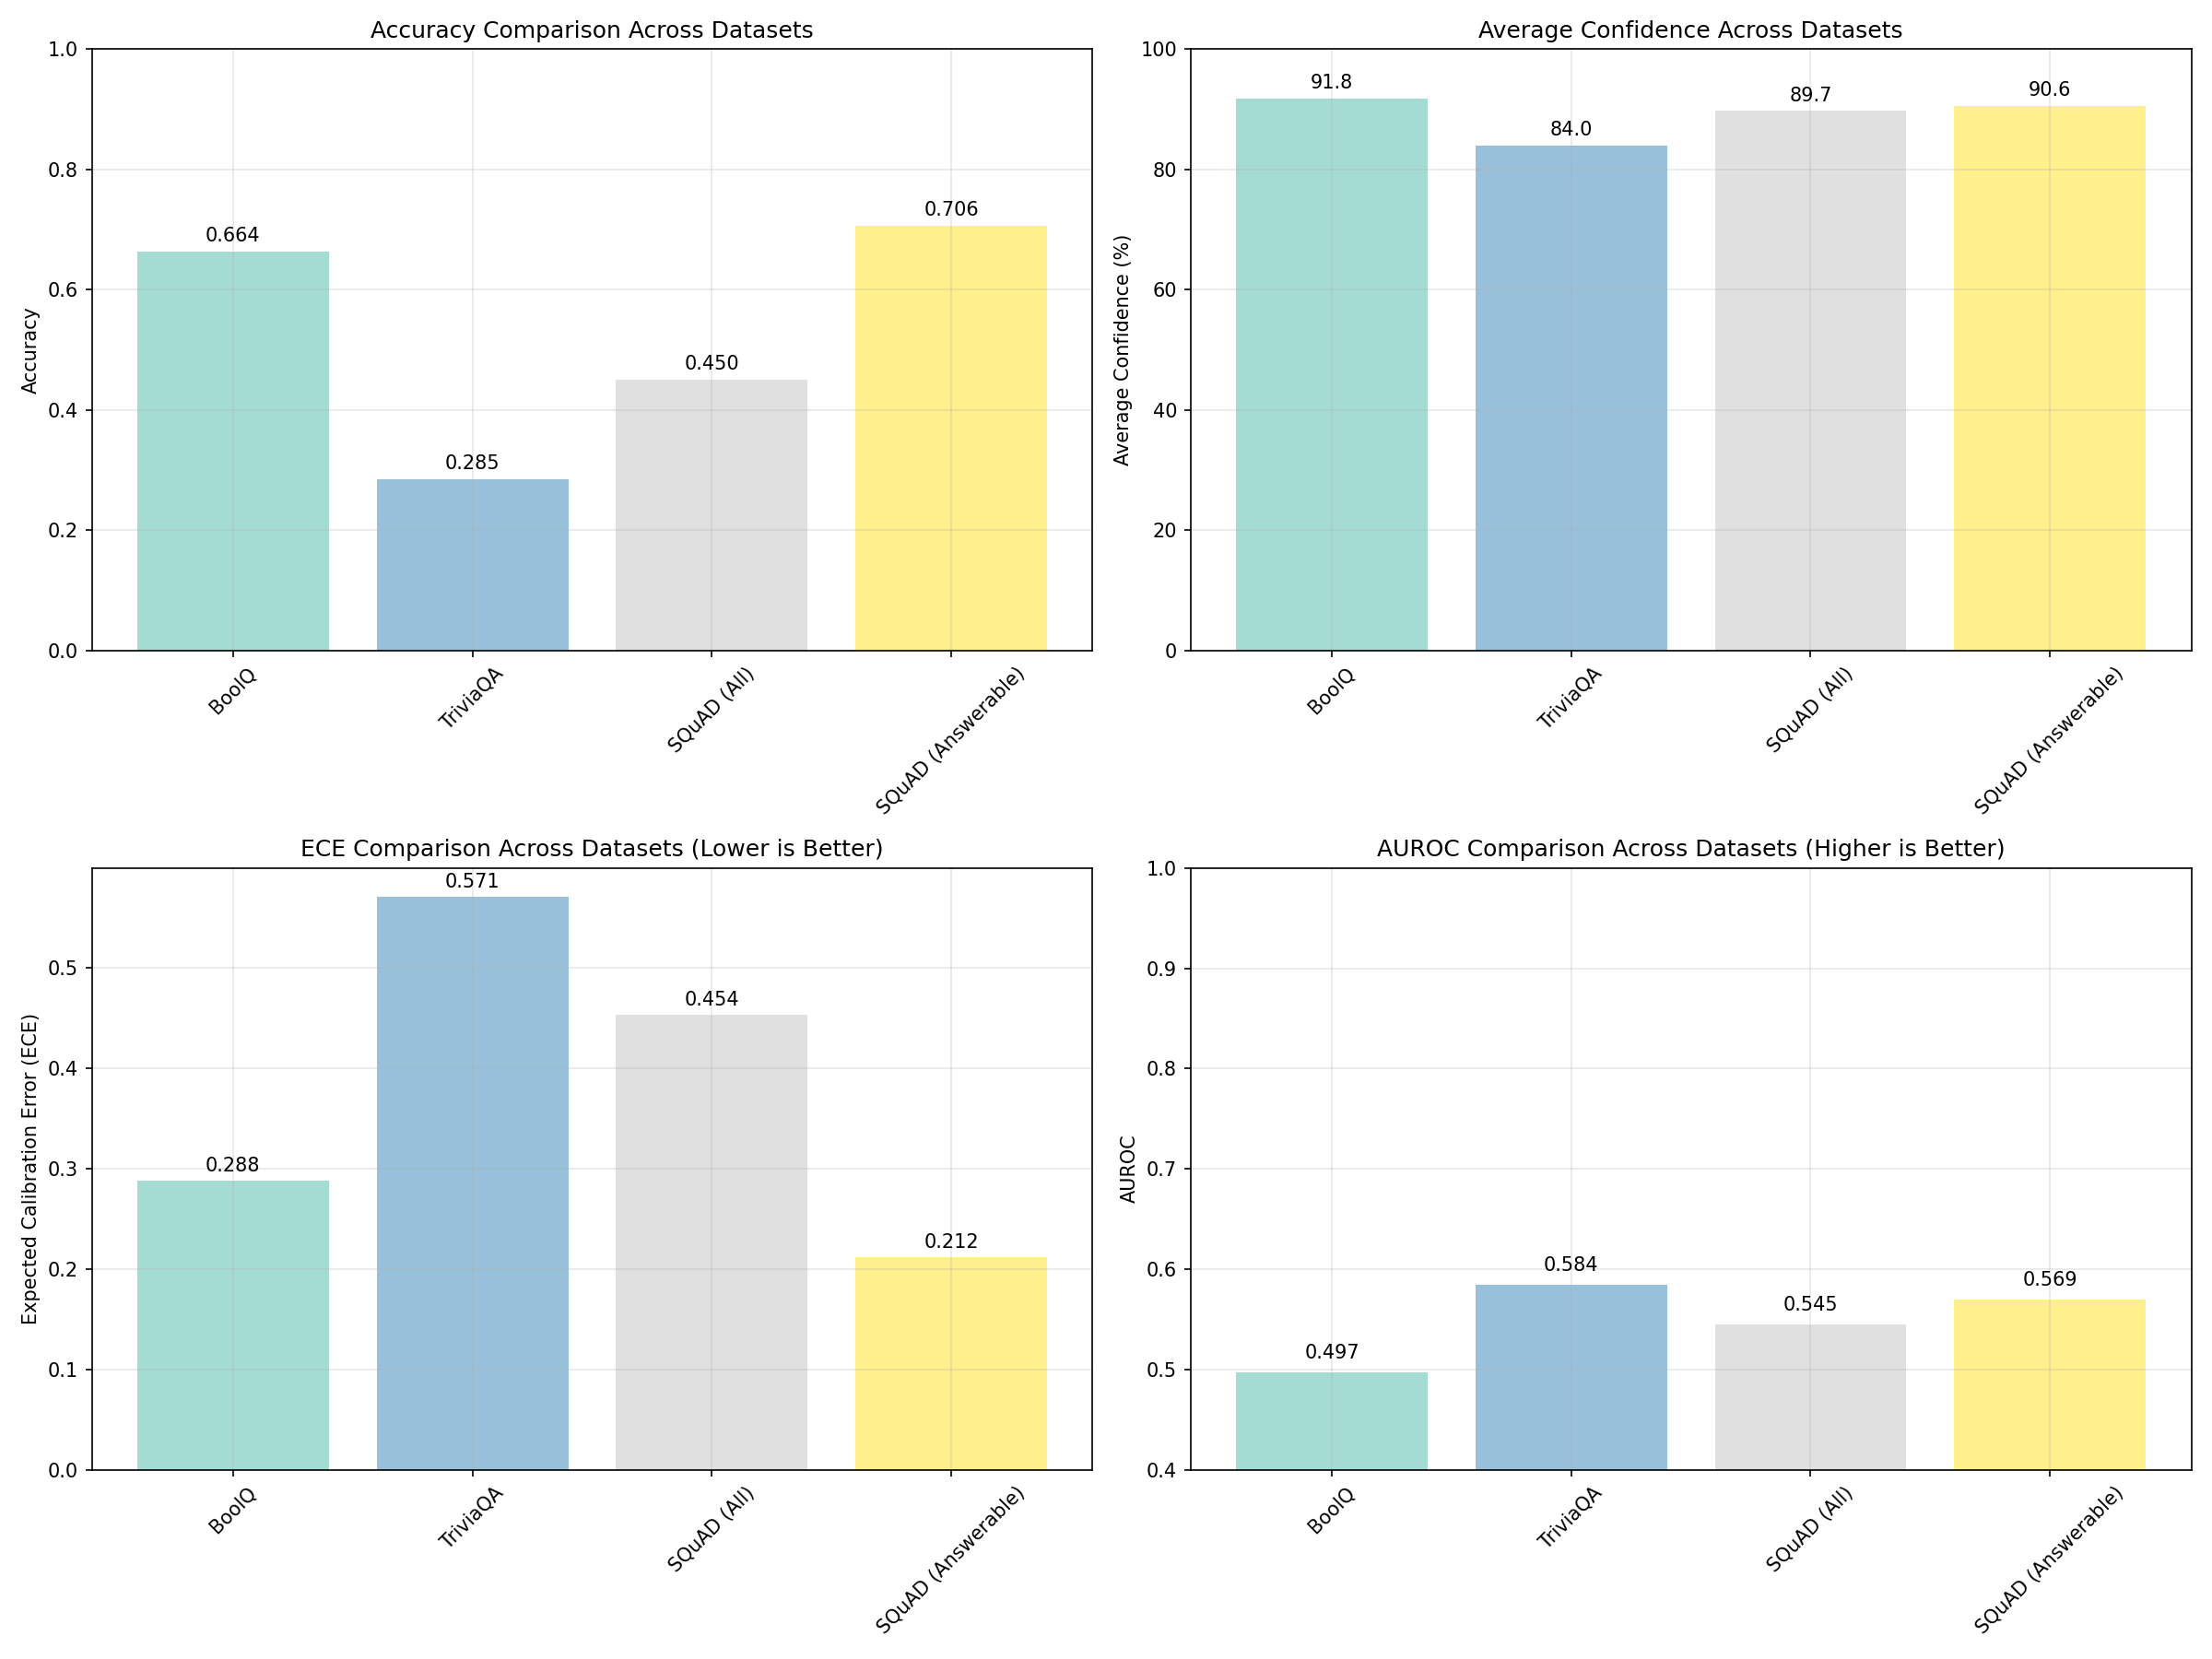 Accuracy Comparison Across Datasets
1.0
0.8
0.6
0.4
0.2
0.0
Accuracy
0.664
0.285
0.450
0.706
BoolQ
TriviaQA
SQuAD (All)
SQuAD (Answerable)
Average Confidence Across Datasets
100
80
60
40
20
0
Average Confidence (%)
91.8
84.0
89.7
90.6
BoolQ
TriviaQA
SQuAD (All)
SQuAD (Answerable)
ECE Comparison Across Datasets (Lower is Better)
0.5
0.4
0.3
0.2
0.1
0.0
Expected Calibration Error (ECE)
0.288
0.571
0.454
0.212
BoolQ
TriviaQA
SQuAD (All)
SQuAD (Answerable)
AUROC Comparison Across Datasets (Higher is Better)
1.0
0.9
0.8
0.7
0.6
0.5
0.4
AUROC
0.497
0.584
0.545
0.569
BoolQ
TriviaQA
SQuAD (All)
SQuAD (Answerable)